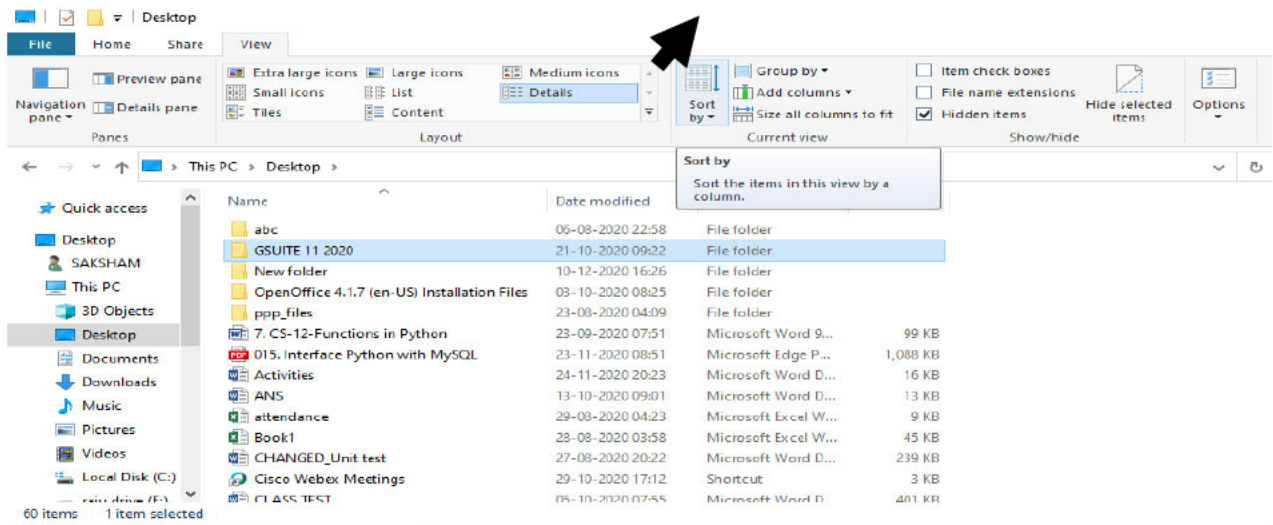 Desktop
File Home Share View
Navigation pane
Preview pane
Details pane
Panes
Extra large icons Large icons Medium icons
Small icons List Details
Tiles Content
Layout
Sort by
Group by
Add columns
Size all columns to fit
Current view
Item check boxes
File name extensions
Hidden items
Hide selected items
Show/hide
Options
This PC > Desktop >
Sort by
Sort the items in this view by a
column.
Quick access
Desktop
SAKSHAM
This PC
3D Objects
Desktop
Documents
Downloads
Music
Pictures
Videos
Local Disk (C:)
Name Date modified
abc 06-08-2020 22:58 File folder
GSUITE 11 2020 21-10-2020 09:22 File folder
New folder 10-12-2020 16:26 File folder
OpenOffice 4.1.7 (en-US) Installation Files 03-10-2020 08:25 File folder
ppp_files 23-08-2020 04:09 File folder
7. CS-12-Functions in Python 23-09-2020 07:51 Microsoft Word 9... 99 KB
015. Interface Python with MySQL 23-11-2020 08:51 Microsoft Edge P... 1,088 KB
Activities 24-11-2020 20:23 Microsoft Word D... 16 KB
ANS 13-10-2020 09:01 Microsoft Word D... 13 KB
attendance 29-08-2020 04:23 Microsoft Excel W... 9 KB
Book1 28-08-2020 03:58 Microsoft Excel W... 45 KB
CHANGED_Unit test 27-08-2020 20:22 Microsoft Word D... 239 KB
Cisco Webex Meetings 29-10-2020 17:12 Shortcut 3 KB
CLASS TEST 05-10-2020 07:55 Microsoft Word D 401 KB
60 items 1 item selected